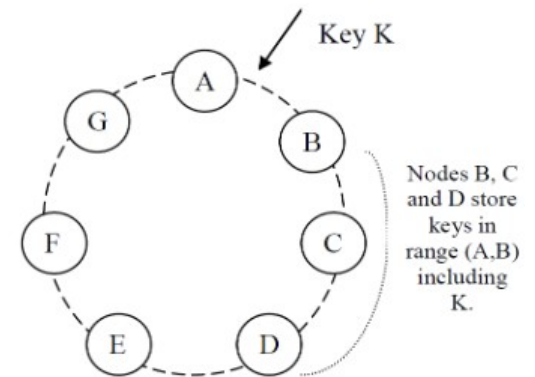 Key K
A
G
B
Nodes B, C
and D store
keys in
range (A,B)
including
K.
F
C
E
D